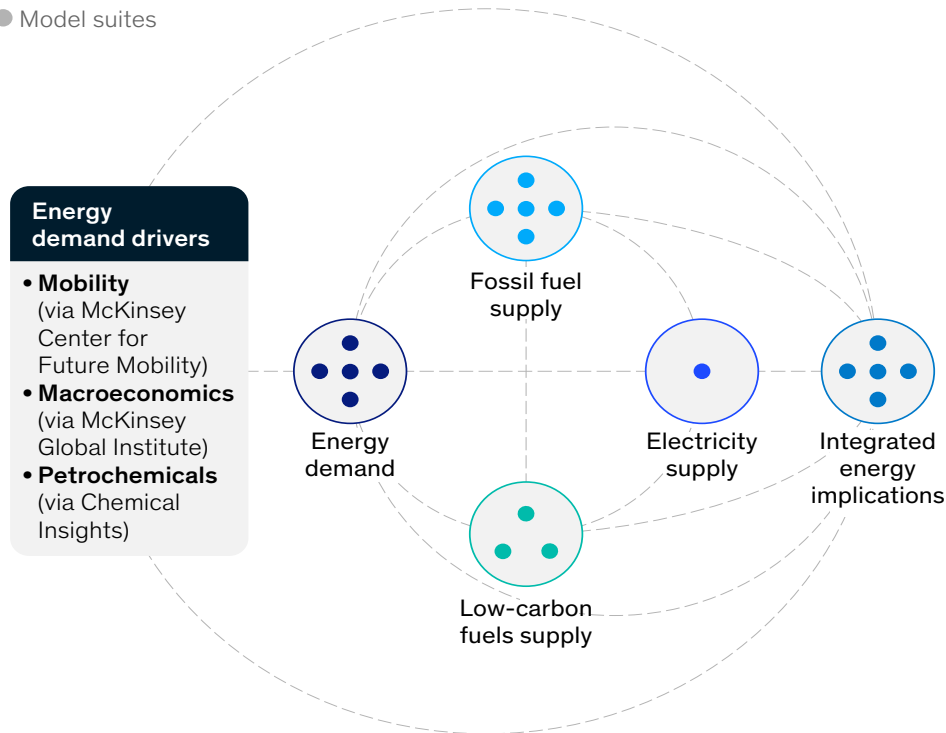 Model suites
Energy
demand drivers
• Mobility
(via McKinsey
Center for
Future Mobility)
• Macroeconomics
(via McKinsey
Global Institute)
• Petrochemicals
(via Chemical
Insights)
Fossil fuel
supply
Energy
demand
Electricity
supply
Integrated
energy
implications
Low-carbon
fuels supply